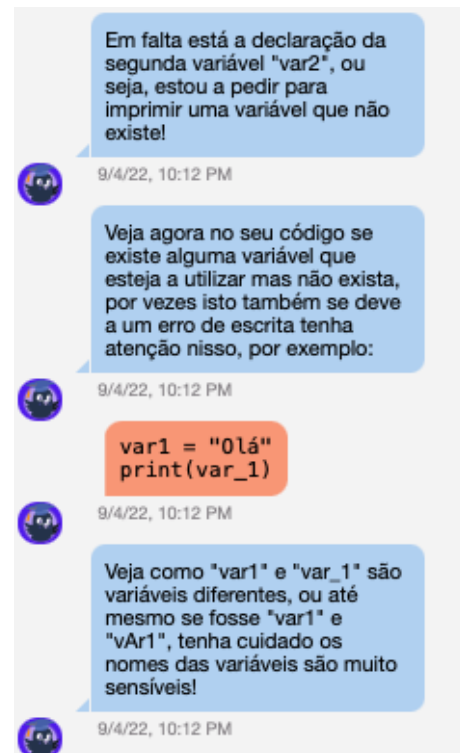 Em falta está a declaração da
segunda variável "var2", ou
seja, estou a pedir para
imprimir uma variável que não
existe!
9/4/22, 10:12 PM
Veja agora no seu código se
existe alguma variável que
esteja a utilizar mas não exista,
por vezes isto também se deve
a um erro de escrita tenha
atenção nisso, por exemplo:
9/4/22, 10:12 PM
var1 = "Olá"
print(var_1)
9/4/22, 10:12 PM
Veja como "var1" e "var_1" são
variáveis diferentes, ou até
mesmo se fosse "var1" e
"vAr1", tenha cuidado os
nomes das variáveis são muito
sensíveis!
9/4/22, 10:12 PM